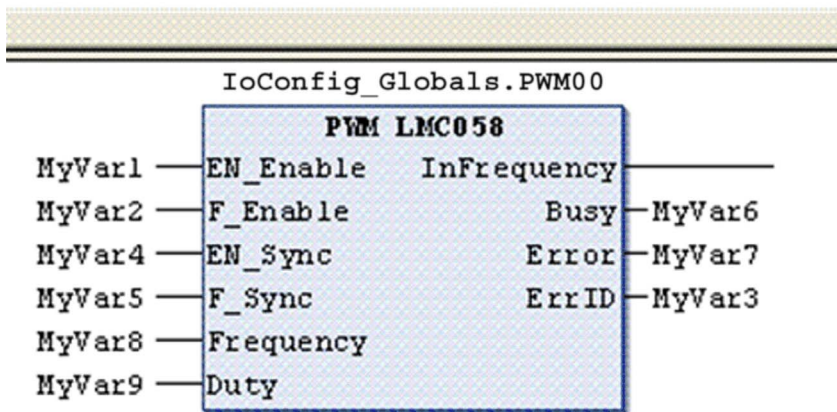 IoConfig_Globals.PWM00
PWM LMC058
MyVar1 EN_Enable InFrequency
MyVar2 F_Enable Busy MyVar6
MyVar4 EN_Sync Error MyVar7
MyVar5 F_Sync ErrID MyVar3
MyVar8 Frequency
MyVar9 Duty